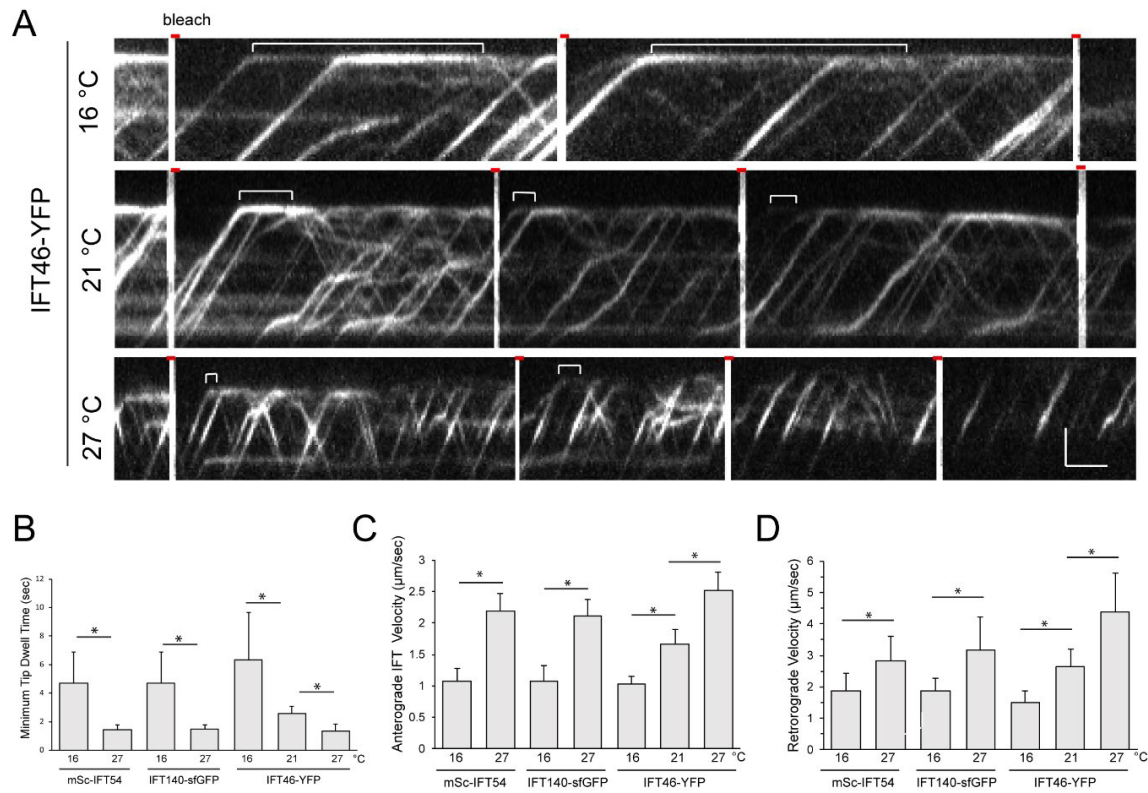 A
bleach
IFT46-YFP
16 °C
21 °C
27 °C
B
Minimum Tip Dwell Time (sec)
12
10
8
6
4
2
0
*
*
*
*
16 27 16 27 16 21 27 °C
mSc-IFT54 IFT140-sfGFP IFT46-YFP
C
Anterograde IFT Velocity (µm/sec)
3
2.5
2
1.5
1
0.5
0
*
*
*
*
16 27 16 27 16 21 27 °C
mSc-IFT54 IFT140-sfGFP IFT46-YFP
D
Retrorograde Velocity (µm/sec)
6
5
4
3
2
1
0
*
*
*
*
16 27 16 27 16 21 27 °C
mSc-IFT54 IFT140-sfGFP IFT46-YFP